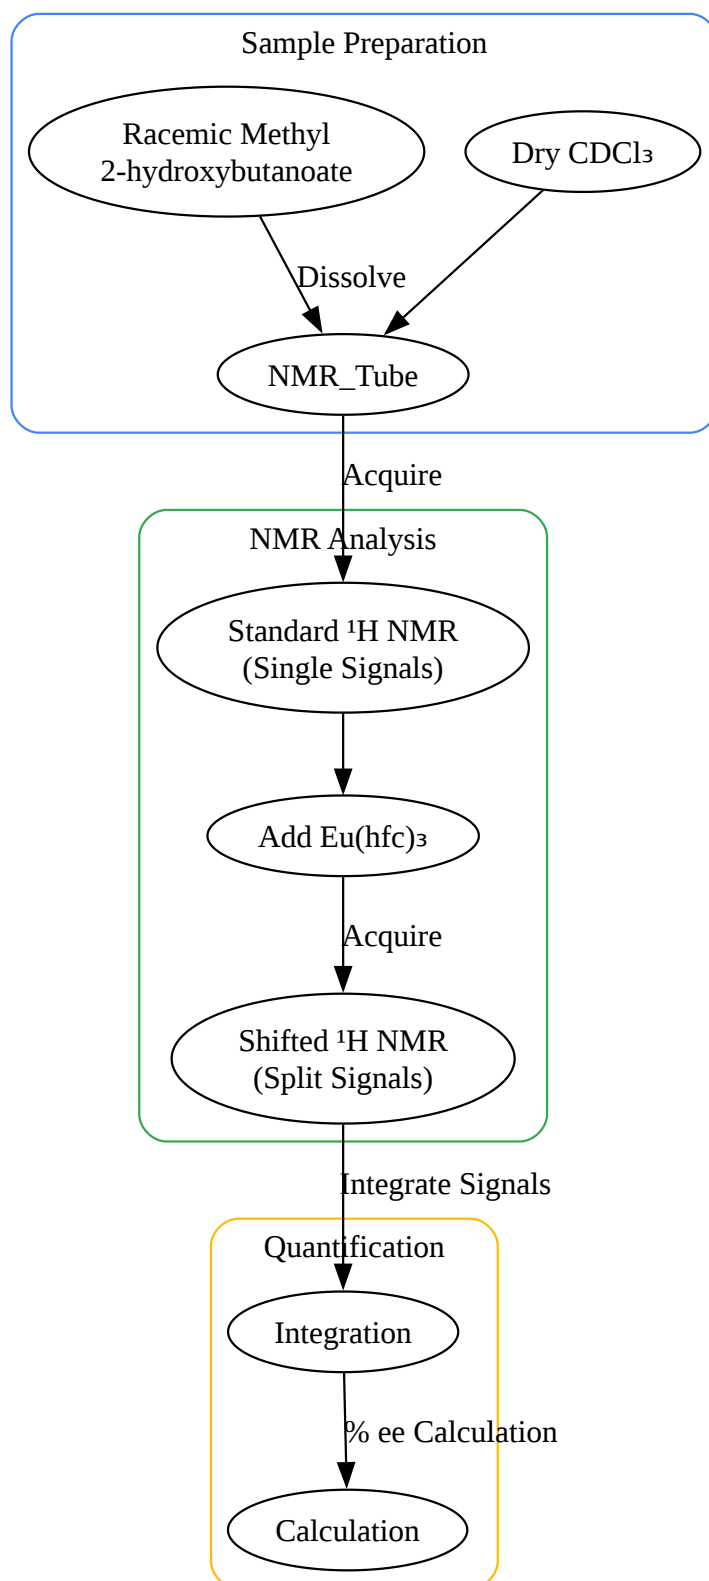 Sample Preparation
Racemic Methyl
2-hydroxybutanoate
Dry CDCl₃
Dissolve
NMR_Tube
Acquire
NMR Analysis
Standard ¹H NMR
(Single Signals)
Add Eu(hfc)₃
Acquire
Shifted ¹H NMR
(Split Signals)
Integrate Signals
Quantification
Integration
% ee Calculation
Calculation